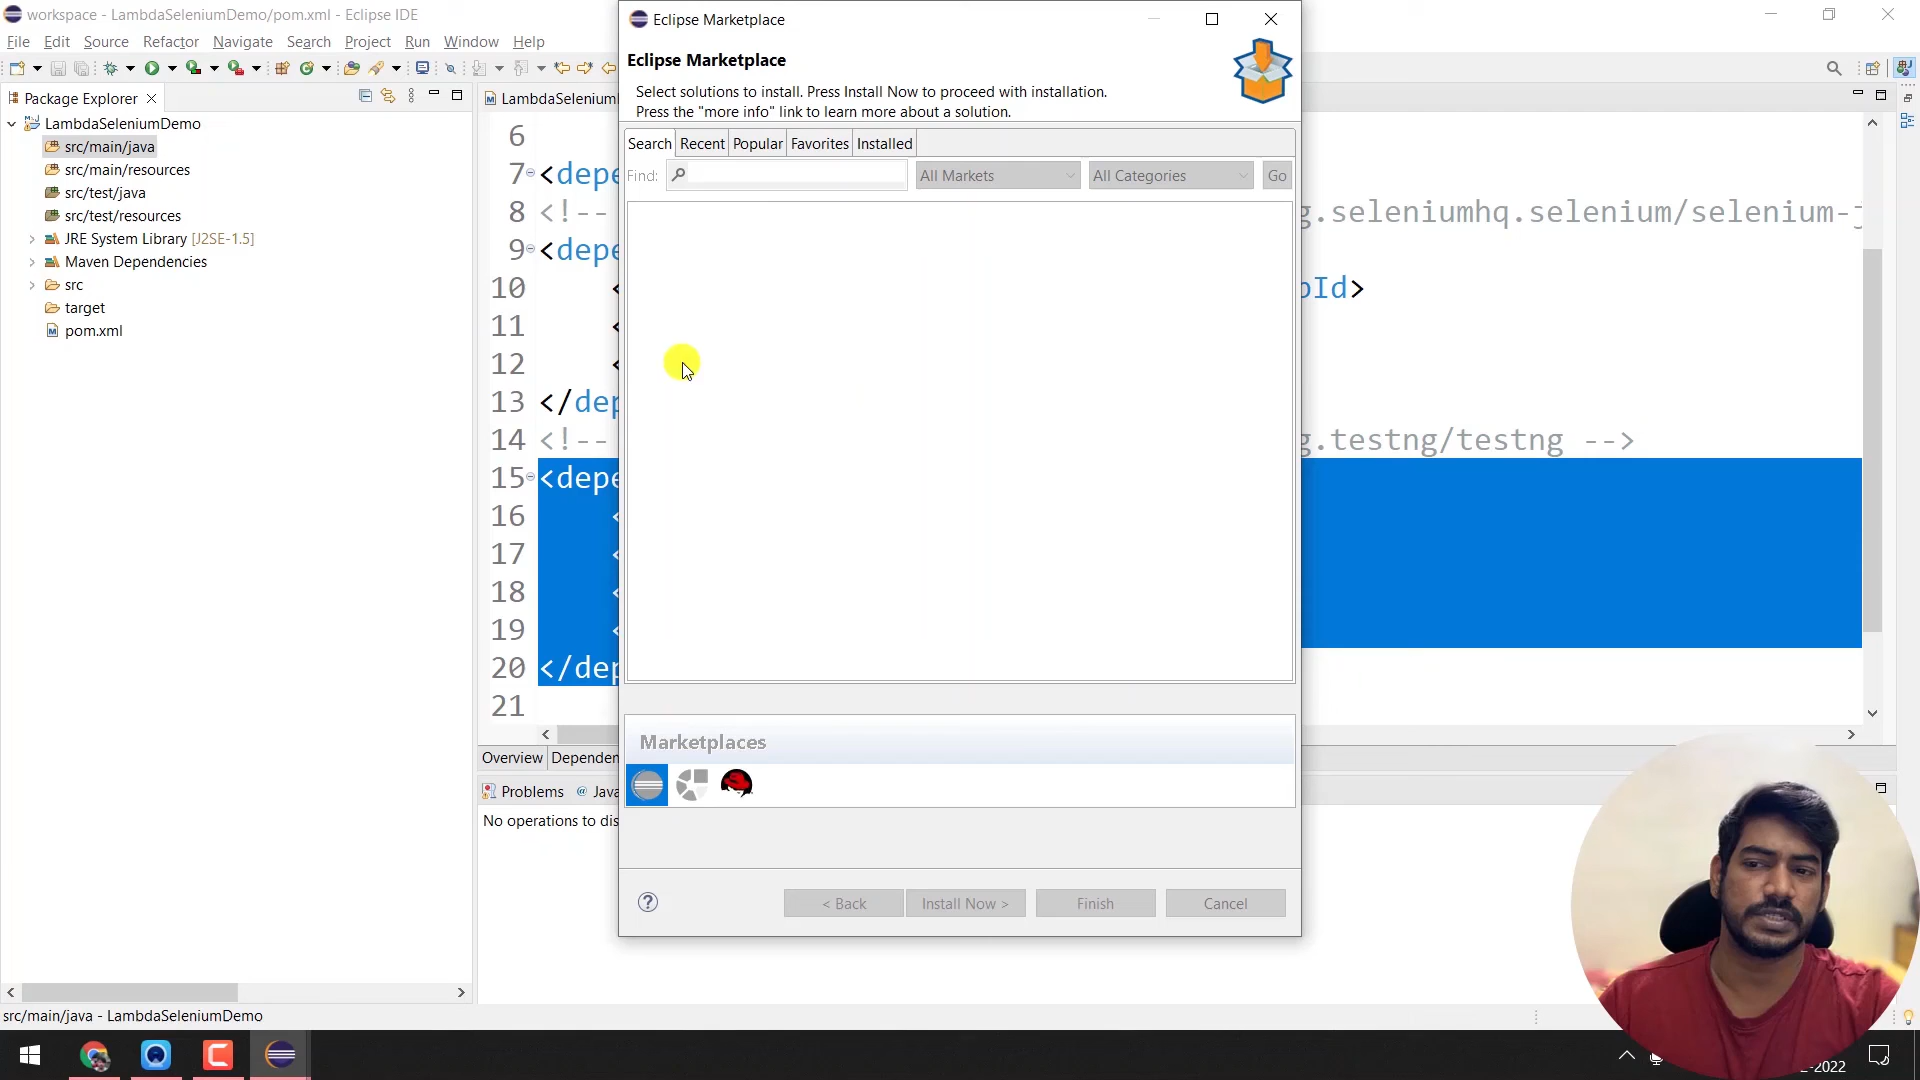 workspace - LambdaSeleniumDemo/pom.xml - Eclipse IDE
File Edit Source Refactor Navigate Search Project Run Window Help
Package Explorer
LambdaSeleniumDemo
src/main/java
src/main/resources
src/test/java
src/test/resources
JRE System Library [J2SE-1.5]
Maven Dependencies
src
target
pom.xml
src/main/java - LambdaSeleniumDemo
LambdaSelenium
6
7 <depe
8 <!-- g.seleniumhq.selenium/selenium-j
9 <depe
10 < pId>
11 <
12 <
13 </dep
14 <!-- g.testng/testng -->
15 <depe
16 <
17 <
18 <
19 <
20 </dep
21
Overview Dependen
Problems @ Java
No operations to dis
Eclipse Marketplace
Eclipse Marketplace
Select solutions to install. Press Install Now to proceed with installation.
Press the "more info" link to learn more about a solution.
Search Recent Popular Favorites Installed
Find: All Markets All Categories Go
Marketplaces
? < Back Install Now > Finish Cancel
-2022